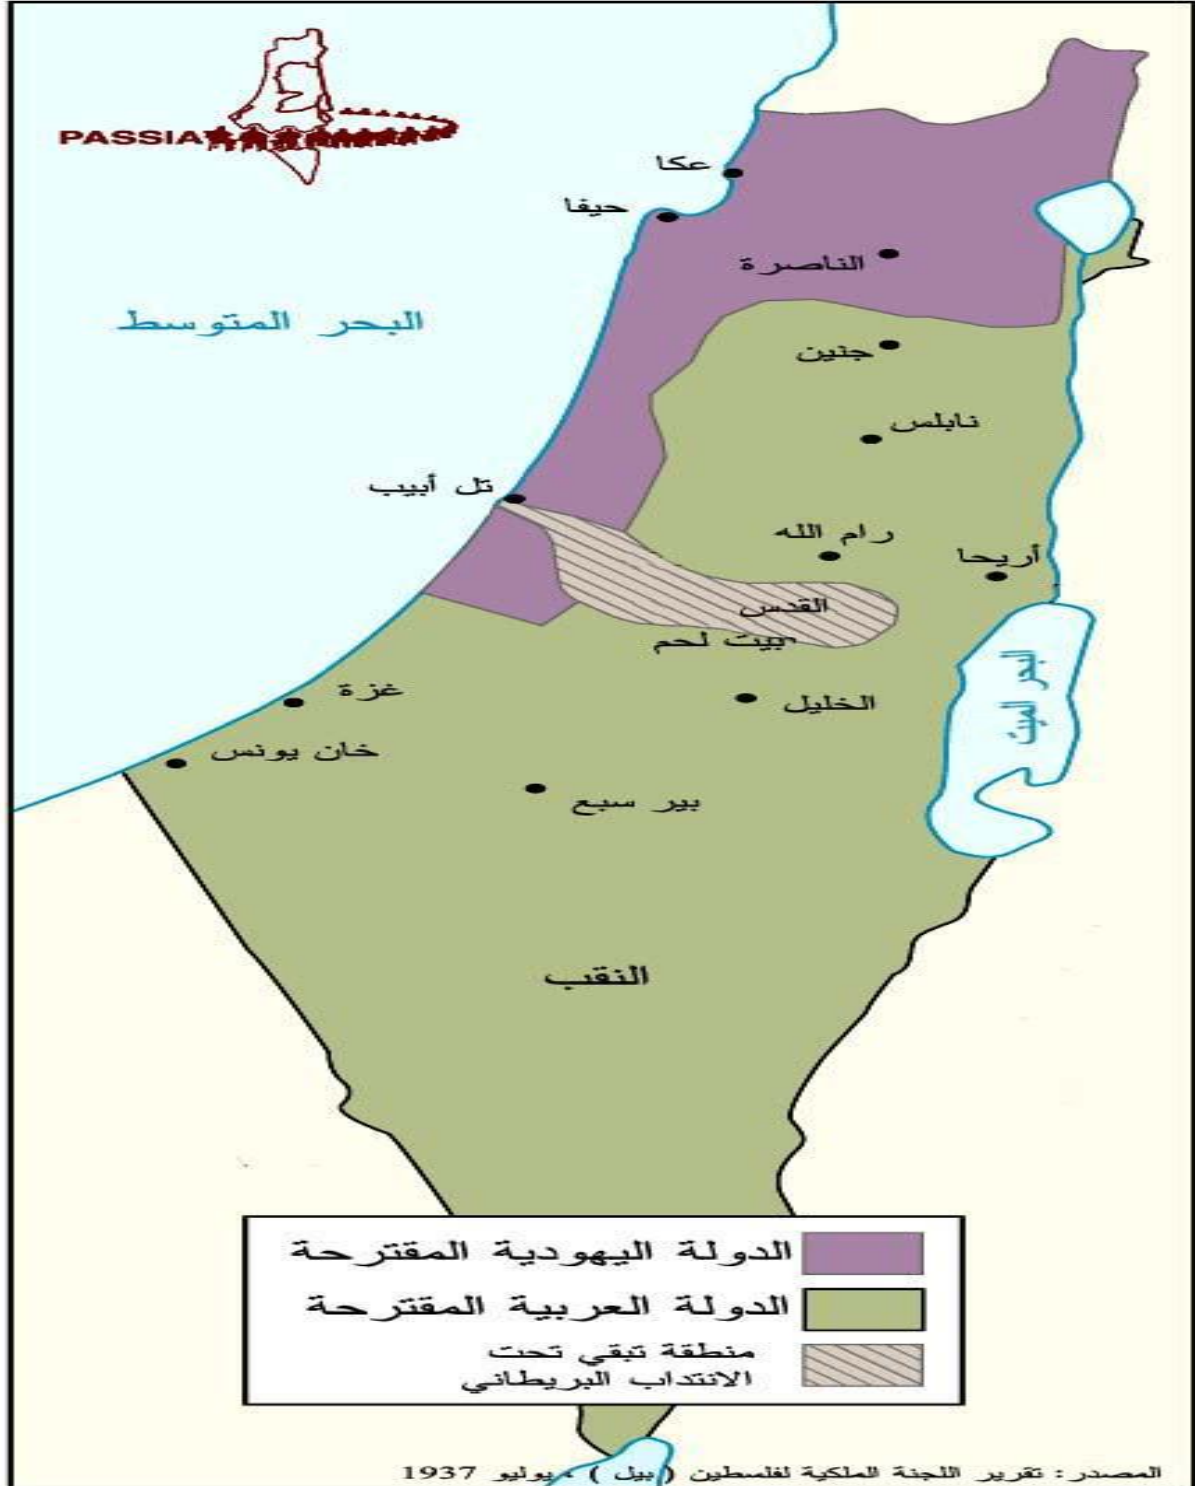 PASSIA
عكا
حيفا
الناصرة
البحر المتوسط
جنين
نابلس
تل أبيب
رام الله
أريحا
القدس
بيت لحم
البحر الميت
غزة
الخليل
خان يونس
بير سبع
النقب
الدولة اليهودية المقترحة
الدولة العربية المقترحة
منطقة تبقي تحت
الانتداب البريطاني
المصدر: تقرير اللجنة الملكية لفلسطين (بيل) ، يوليو 1937